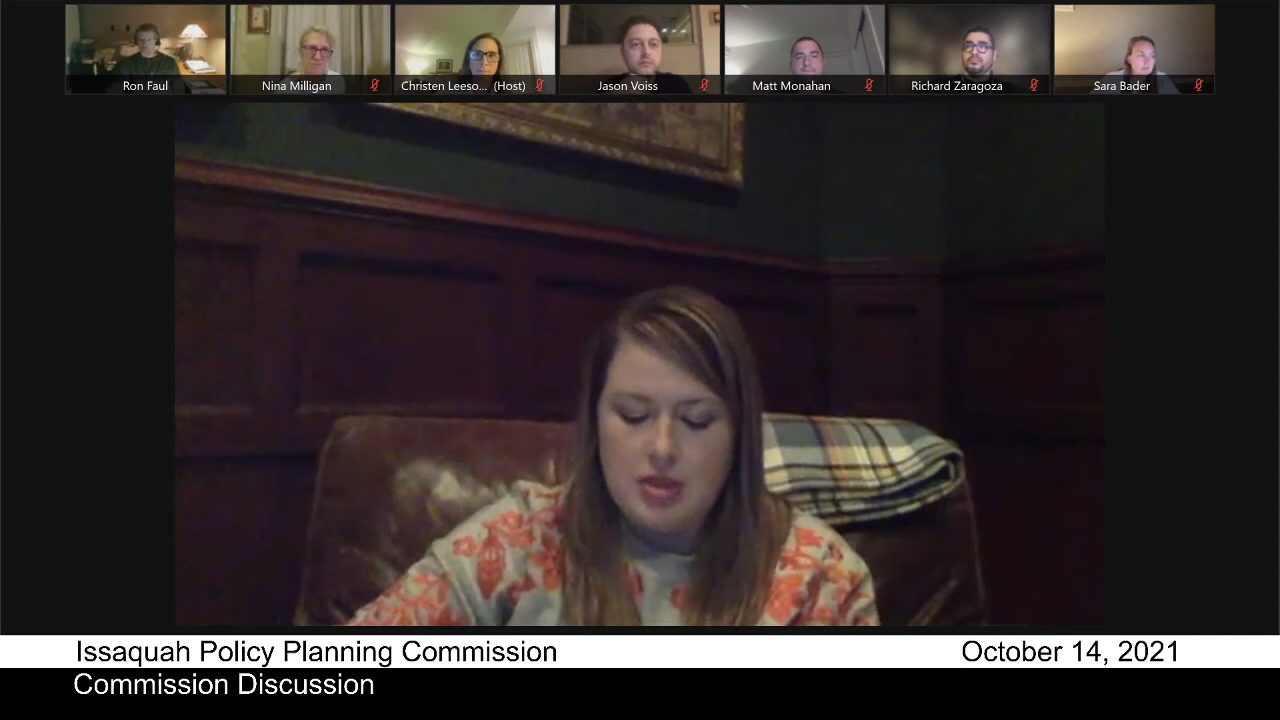 Ron Faul
Nina Milligan
Christen Leeso... (Host)
Jason Voiss
Matt Monahan
Richard Zaragoza
Sara Bader
Issaquah Policy Planning Commission
October 14, 2021
Commission Discussion